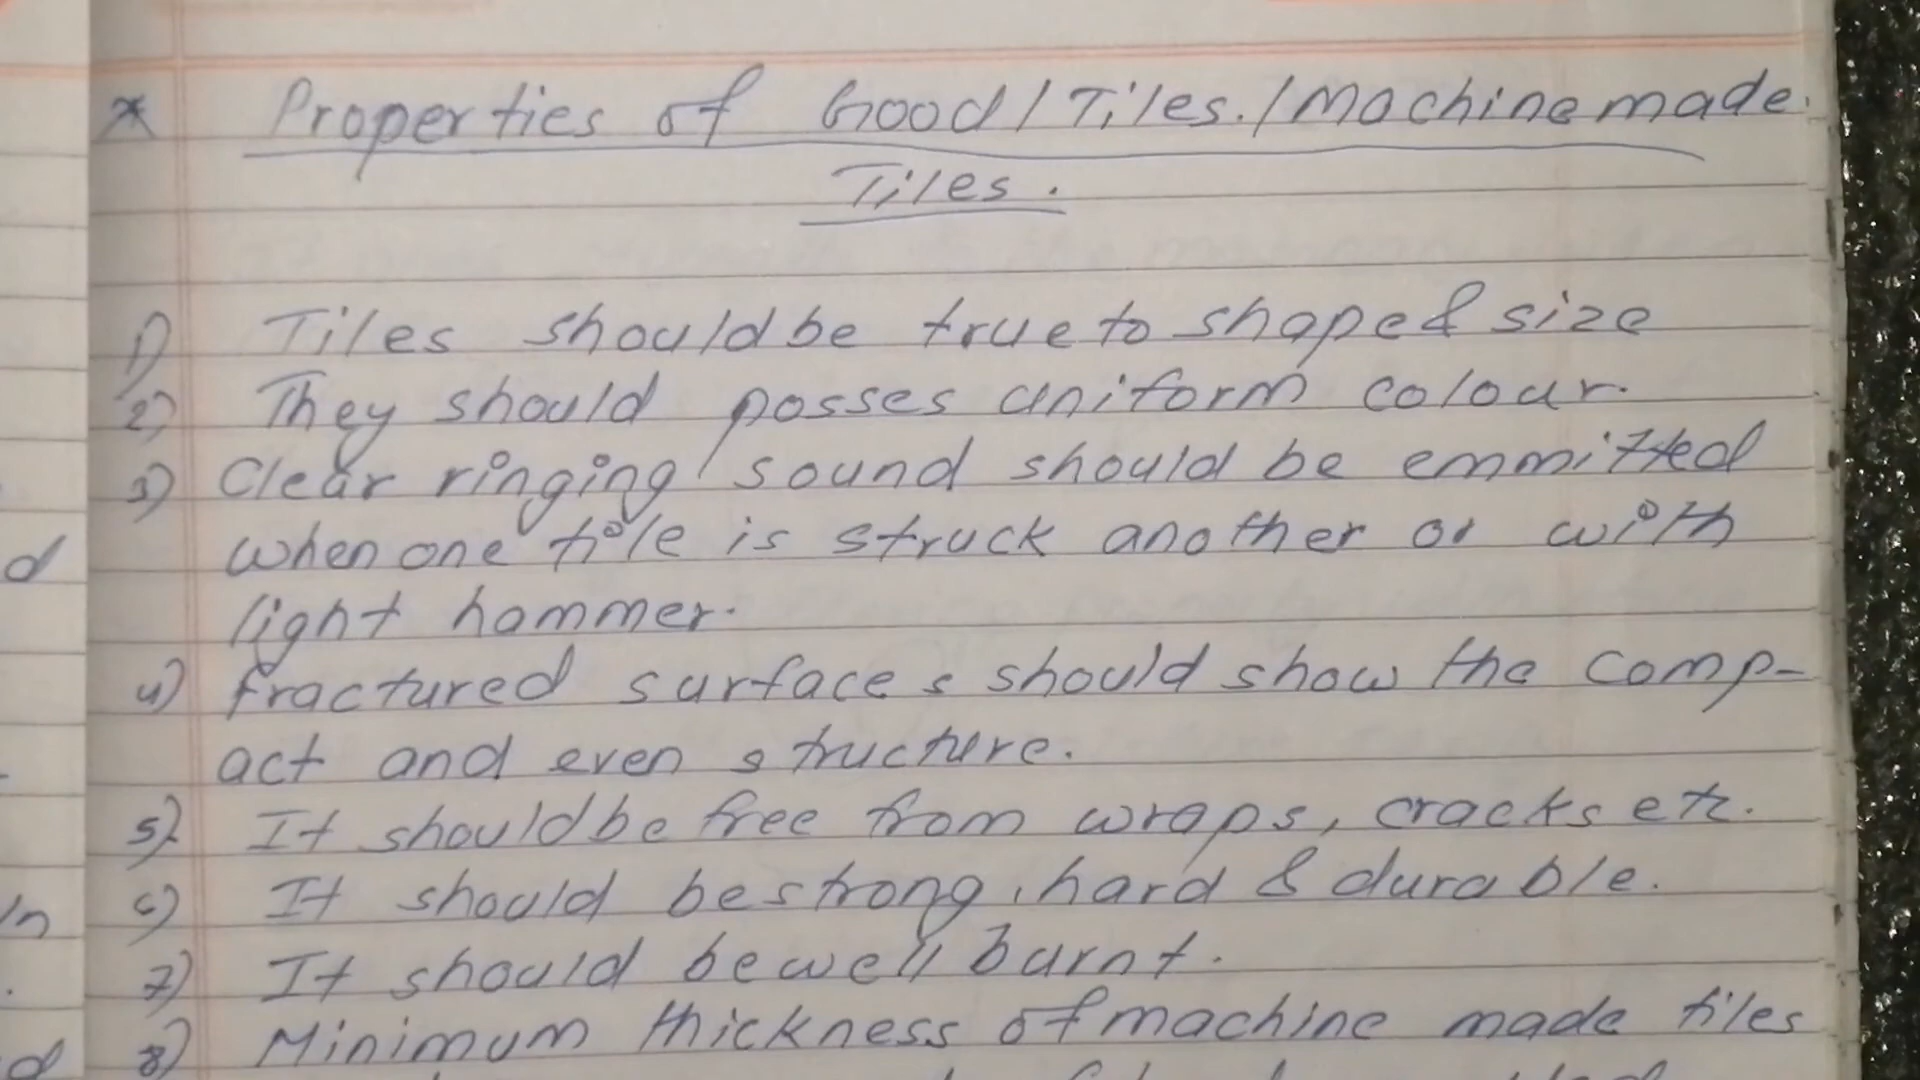 * Properties of Good/Tiles./Machine made
Tiles.
1) Tiles should be true to shape & size
2) They should posses uniform colour.
3) Clear ringing sound should be emmitted
when one tile is struck another or with
light hammer.
4) fractured surfaces should show the comp-
act and even structure.
5) It should be free from wraps, cracks etc.
6) It should be strong, hard & durable.
7) It should be well burnt.
8) Minimum thickness of machine made tiles